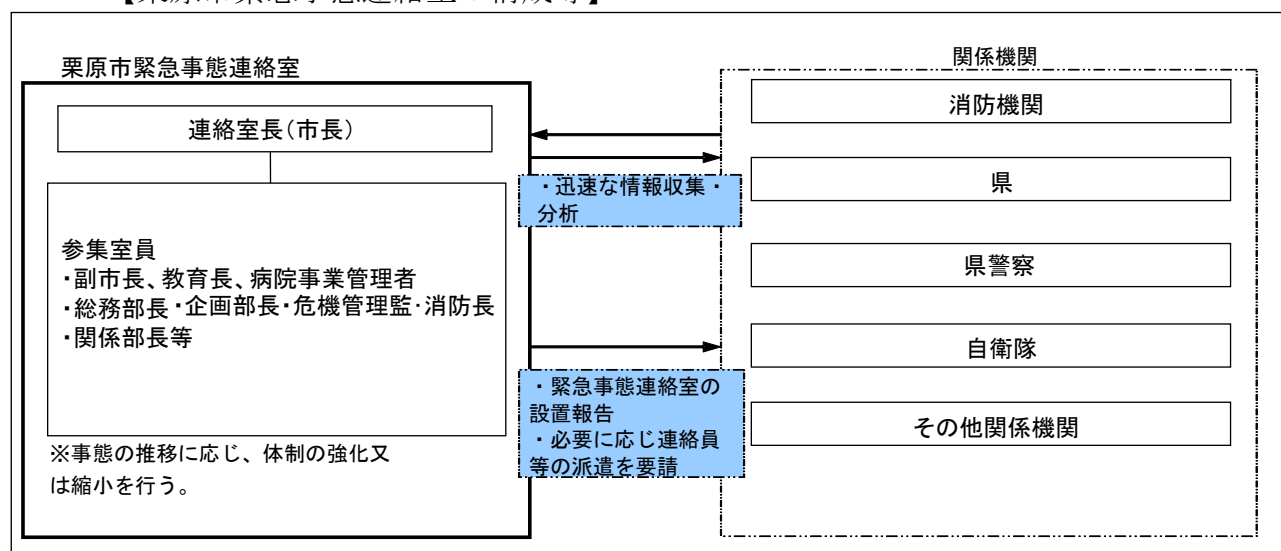 栗原市緊急事態連絡室
連絡室長(市長)
参集室員
・副市長、教育長、病院事業管理者
・総務部長・企画部長・危機管理監・消防長
・関係部長等
※事態の推移に応じ、体制の強化又
は縮小を行う。
・迅速な情報収集・
分析
・緊急事態連絡室の
設置報告
・必要に応じ連絡員
等の派遣を要請
関係機関
消防機関
県
県警察
自衛隊
その他関係機関